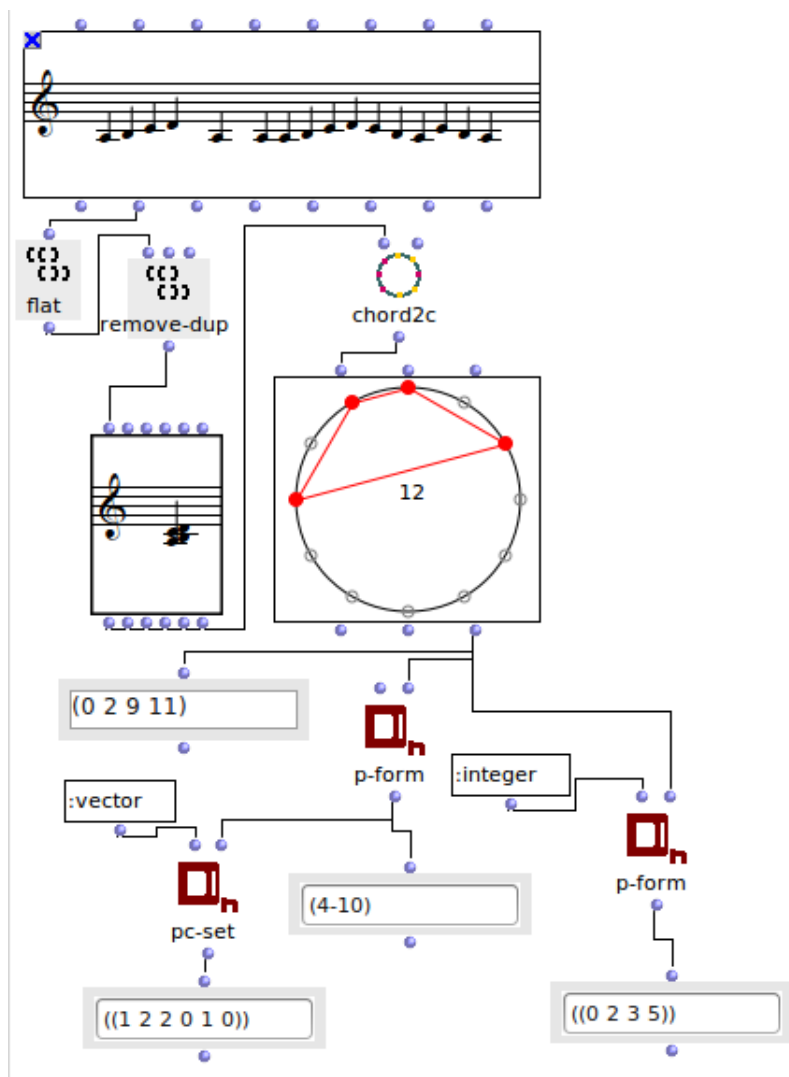 flat
remove-dup
chord2c
12
(0 2 9 11)
p-form
:integer
:vector
p-form
pc-set
(4-10)
((1 2 2 0 1 0))
((0 2 3 5))